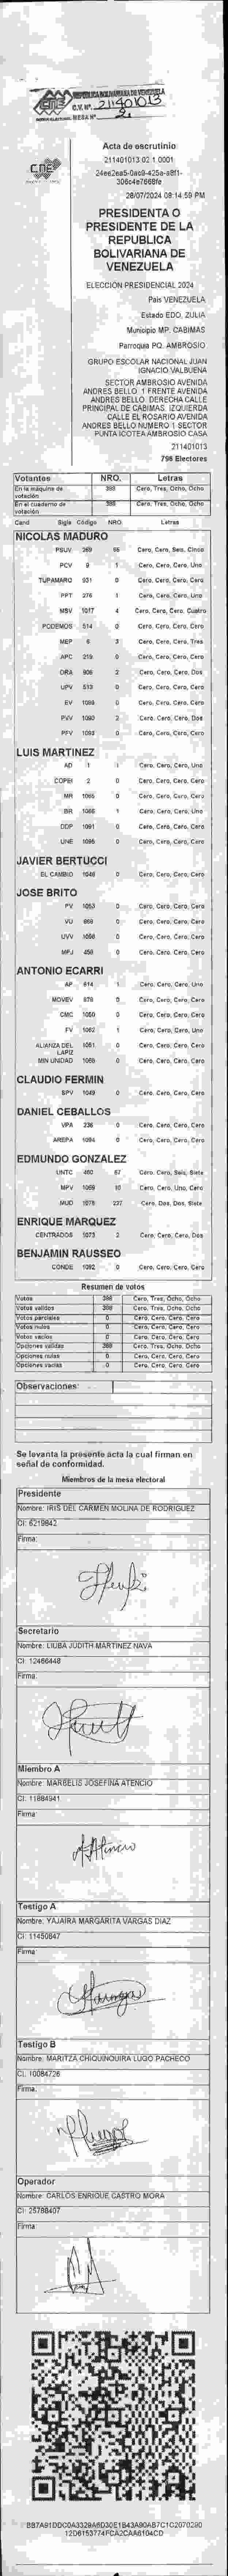 REPÚBLICA BOLIVARIANA DE VENEZUELA
C.V. Nº. 211401013
MESA Nº 2
CNE
Acta de escrutinio
211401013.02.1.0001
28/07/2024 09:14:59 PM
PRESIDENTA O
PRESIDENTE DE LA
REPUBLICA
BOLIVARIANA DE
VENEZUELA
ELECCIÓN PRESIDENCIAL 2024
País VENEZUELA
Estado EDO. ZULIA
Municipio MP. CABIMAS
Parroquia PQ. AMBROSIO
GRUPO ESCOLAR NACIONAL JUAN
IGNACIO VALBUENA
SECTOR AMBROSIO AVENIDA
ANDRES BELLO 1 FRENTE AVENIDA
ANDRES BELLO. DERECHA CALLE
PRINCIPAL DE CABIMAS. IZQUIERDA
CALLE EL ROSARIO AVENIDA
ANDRES BELLO NUMERO 1 SECTOR
PUNTA ICOTEA AMBROSIO CASA
211401013
798 Electores
Votantes NRO. Letras
En la máquina de votación 388 Cero, Tres, Ocho, Ocho
En el cuaderno de votación 388 Cero, Tres, Ocho, Ocho
Cand Sigla Código NRO. Letras
NICOLAS MADURO
PSUV 269 65 Cero, Cero, Seis, Cinco
PCV 9 1 Cero, Cero, Cero, Uno
TUPAMARO 931 0 Cero, Cero, Cero, Cero
PPT 276 1 Cero, Cero, Cero, Uno
MSV 1017 4 Cero, Cero, Cero, Cuatro
PODEMOS 514 0 Cero, Cero, Cero, Cero
MEP 6 3 Cero, Cero, Cero, Tres
APC 219 0 Cero, Cero, Cero, Cero
ORA 906 2 Cero, Cero, Cero, Dos
UPV 513 0 Cero, Cero, Cero, Cero
EV 0 Cero, Cero, Cero, Cero
PVV 1090 2 Cero, Cero, Cero, Dos
PFV 1093 0 Cero, Cero, Cero, Cero
LUIS MARTINEZ
AD 1 1 Cero, Cero, Cero, Uno
COPEI 2 0 Cero, Cero, Cero, Cero
MR 1065 0 Cero, Cero, Cero, Cero
BR 1066 1 Cero, Cero, Cero, Uno
DDP 1091 0 Cero, Cero, Cero, Cero
UNE 1095 0 Cero, Cero, Cero, Cero
JAVIER BERTUCCI
EL CAMBIO 1048 0 Cero, Cero, Cero, Cero
JOSE BRITO
PV 1053 0 Cero, Cero, Cero, Cero
VU 868 0 Cero, Cero, Cero, Cero
UVV 1096 0 Cero, Cero, Cero, Cero
MPJ 458 0 Cero, Cero, Cero, Cero
ANTONIO ECARRI
AP 614 1 Cero, Cero, Cero, Uno
MOVEV 878 0 Cero, Cero, Cero, Cero
CMC 1050 0 Cero, Cero, Cero, Cero
FV 1062 1 Cero, Cero, Cero, Uno
ALIANZA DEL LAPIZ 1051 0 Cero, Cero, Cero, Cero
MIN UNIDAD 1068 0 Cero, Cero, Cero, Cero
CLAUDIO FERMIN
SPV 1049 0 Cero, Cero, Cero, Cero
DANIEL CEBALLOS
VPA 236 0 Cero, Cero, Cero, Cero
AREPA 1094 0 Cero, Cero, Cero, Cero
EDMUNDO GONZALEZ
UNTC 460 67 Cero, Cero, Seis, Siete
MPV 1069 10 Cero, Cero, Uno, Cero
MUD 1076 227 Cero, Dos, Dos, Siete
ENRIQUE MARQUEZ
CENTRADOS 1073 2 Cero, Cero, Cero, Dos
BENJAMIN RAUSSEO
CONDE 1092 0 Cero, Cero, Cero, Cero
Resumen de votos
Votos 388 Cero, Tres, Ocho, Ocho
Votos validos 388 Cero, Tres, Ocho, Ocho
Votos parciales 0 Cero, Cero, Cero, Cero
Votos nulos 0 Cero, Cero, Cero, Cero
Votos vacios 0 Cero, Cero, Cero, Cero
Opciones validas 388 Cero, Tres, Ocho, Ocho
Opciones nulas 0 Cero, Cero, Cero, Cero
Opciones vacias 0 Cero, Cero, Cero, Cero
Observaciones:
Se levanta la presente acta la cual firman en
señal de conformidad.
Miembros de la mesa electoral
Presidente
Nombre: IRIS DEL CARMEN MOLINA DE RODRIGUEZ
CI: 6219842
Firma:
Secretario
Nombre: LIUBA JUDITH MARTINEZ NAVA
CI: 12466448
Firma:
Miembro A
Nombre: MARBELIS JOSEFINA ATENCIO
CI: 11884941
Firma:
Testigo A
Nombre: YAJAIRA MARGARITA VARGAS DIAZ
CI: 11450847
Firma:
Testigo B
Nombre: MARITZA CHIQUINQUIRA LUGO PACHECO
CI: 10084726
Firma:
Operador
Nombre: CARLOS ENRIQUE CASTRO MORA
CI: 25788407
Firma: